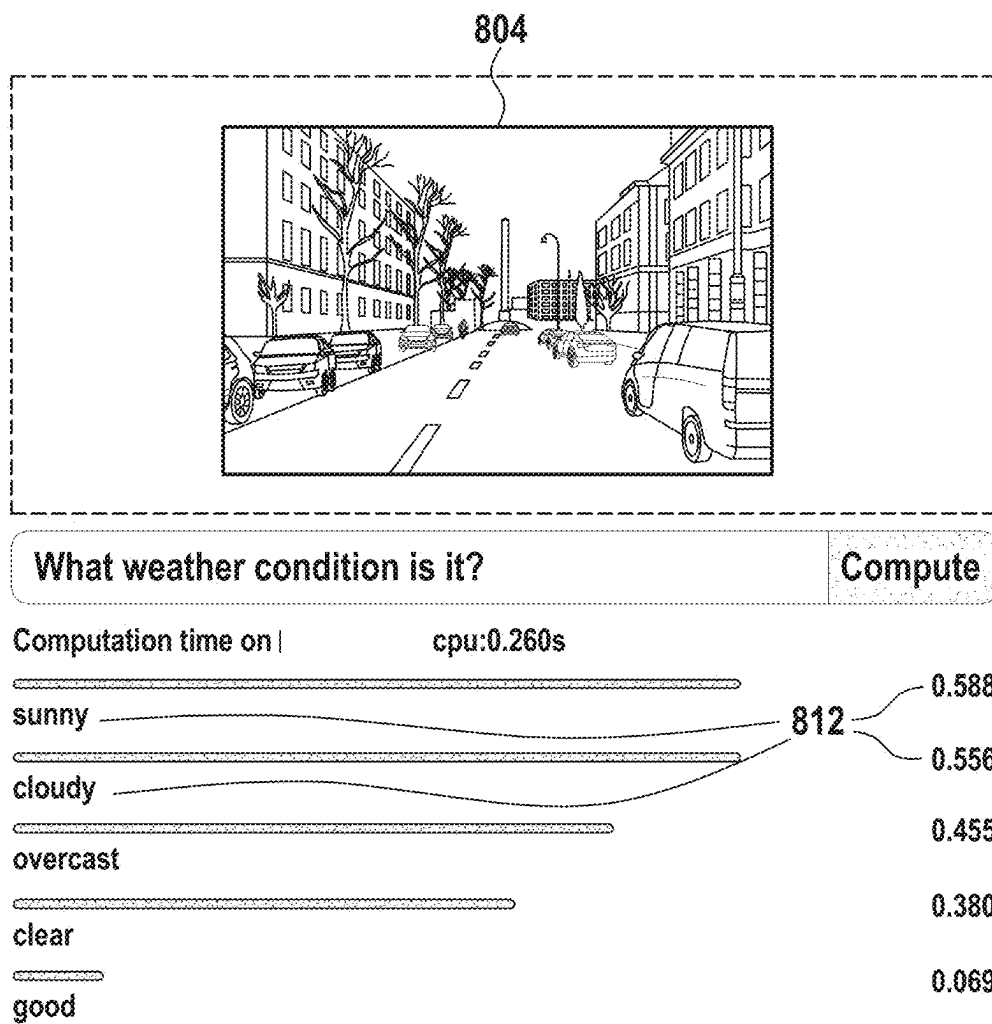 804
What weather condition is it? Compute
Computation time on cpu:0.260s
0.588
sunny
812
0.556
cloudy
0.455
overcast
0.380
clear
0.069
good